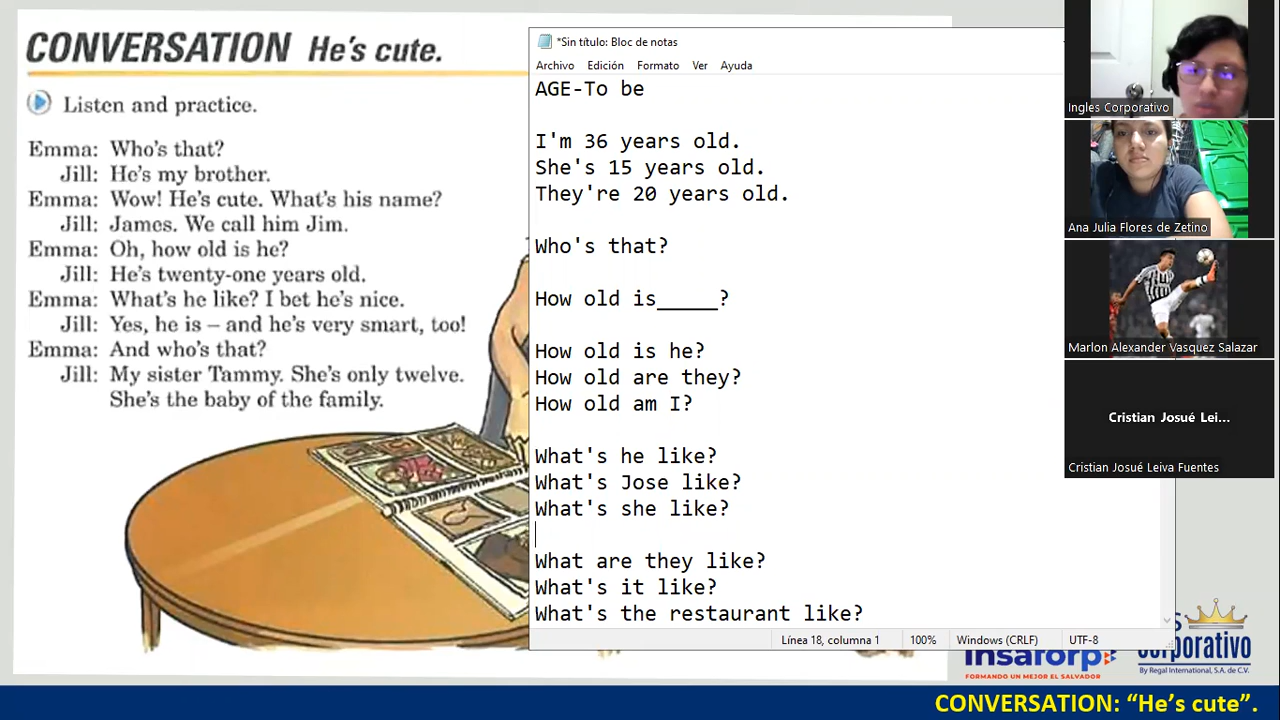 CONVERSATION He's cute.
Listen and practice.
Emma: Who's that?
Jill: He's my brother.
Emma: Wow! He's cute. What's his name?
Jill: James. We call him Jim.
Emma: Oh, how old is he?
Jill: He's twenty-one years old.
Emma: What's he like? I bet he's nice.
Jill: Yes, he is – and he's very smart, too!
Emma: And who's that?
Jill: My sister Tammy. She's only twelve.
She's the baby of the family.
*Sin título: Bloc de notas
Archivo Edición Formato Ver Ayuda
AGE-To be
I'm 36 years old.
She's 15 years old.
They're 20 years old.
Who's that?
How old is_____?
How old is he?
How old are they?
How old am I?
What's he like?
What's Jose like?
What's she like?
What are they like?
What's it like?
What's the restaurant like?
Línea 18, columna 1 100% Windows (CRLF) UTF-8
Ingles Corporativo
Ana Julia Flores de Zetino
Marlon Alexander Vasquez Salazar
Cristian Josué Lei...
Cristian Josué Leiva Fuentes
Insaforp
FORMANDO UN MEJOR EL SALVADOR
Corporativo
By Regal International, S.A. de C.V.
CONVERSATION: “He's cute”.